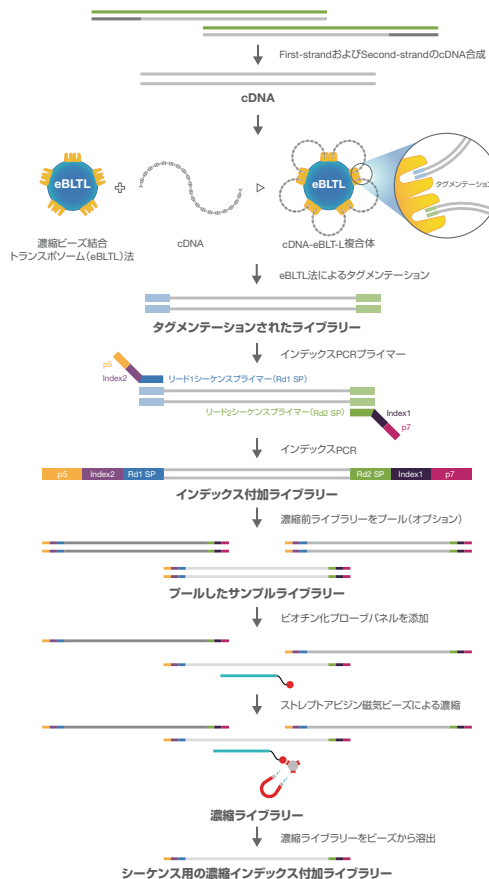 First-strandおよびSecond-strandのcDNA合成
cDNA
eBLTL
eBLTL
タグメンテーション
濃縮ビーズ結合
トランスポソーム(eBLTL)法
cDNA
cDNA-eBLT-L複合体
eBLTL法によるタグメンテーション
タグメンテーションされたライブラリー
インデックスPCRプライマー
p5
Index2
リード1シーケンスプライマー(Rd1 SP)
リード2シーケンスプライマー(Rd2 SP)
Index1
p7
インデックスPCR
p5 Index2 Rd1 SP Rd2 SP Index1 p7
インデックス付加ライブラリー
濃縮前ライブラリーをプール(オプション)
プールしたサンプルライブラリー
ビオチン化プローブパネルを添加
ストレプトアビジン磁気ビーズによる濃縮
濃縮ライブラリー
濃縮ライブラリーをビーズから溶出
シーケンス用の濃縮インデックス付加ライブラリー